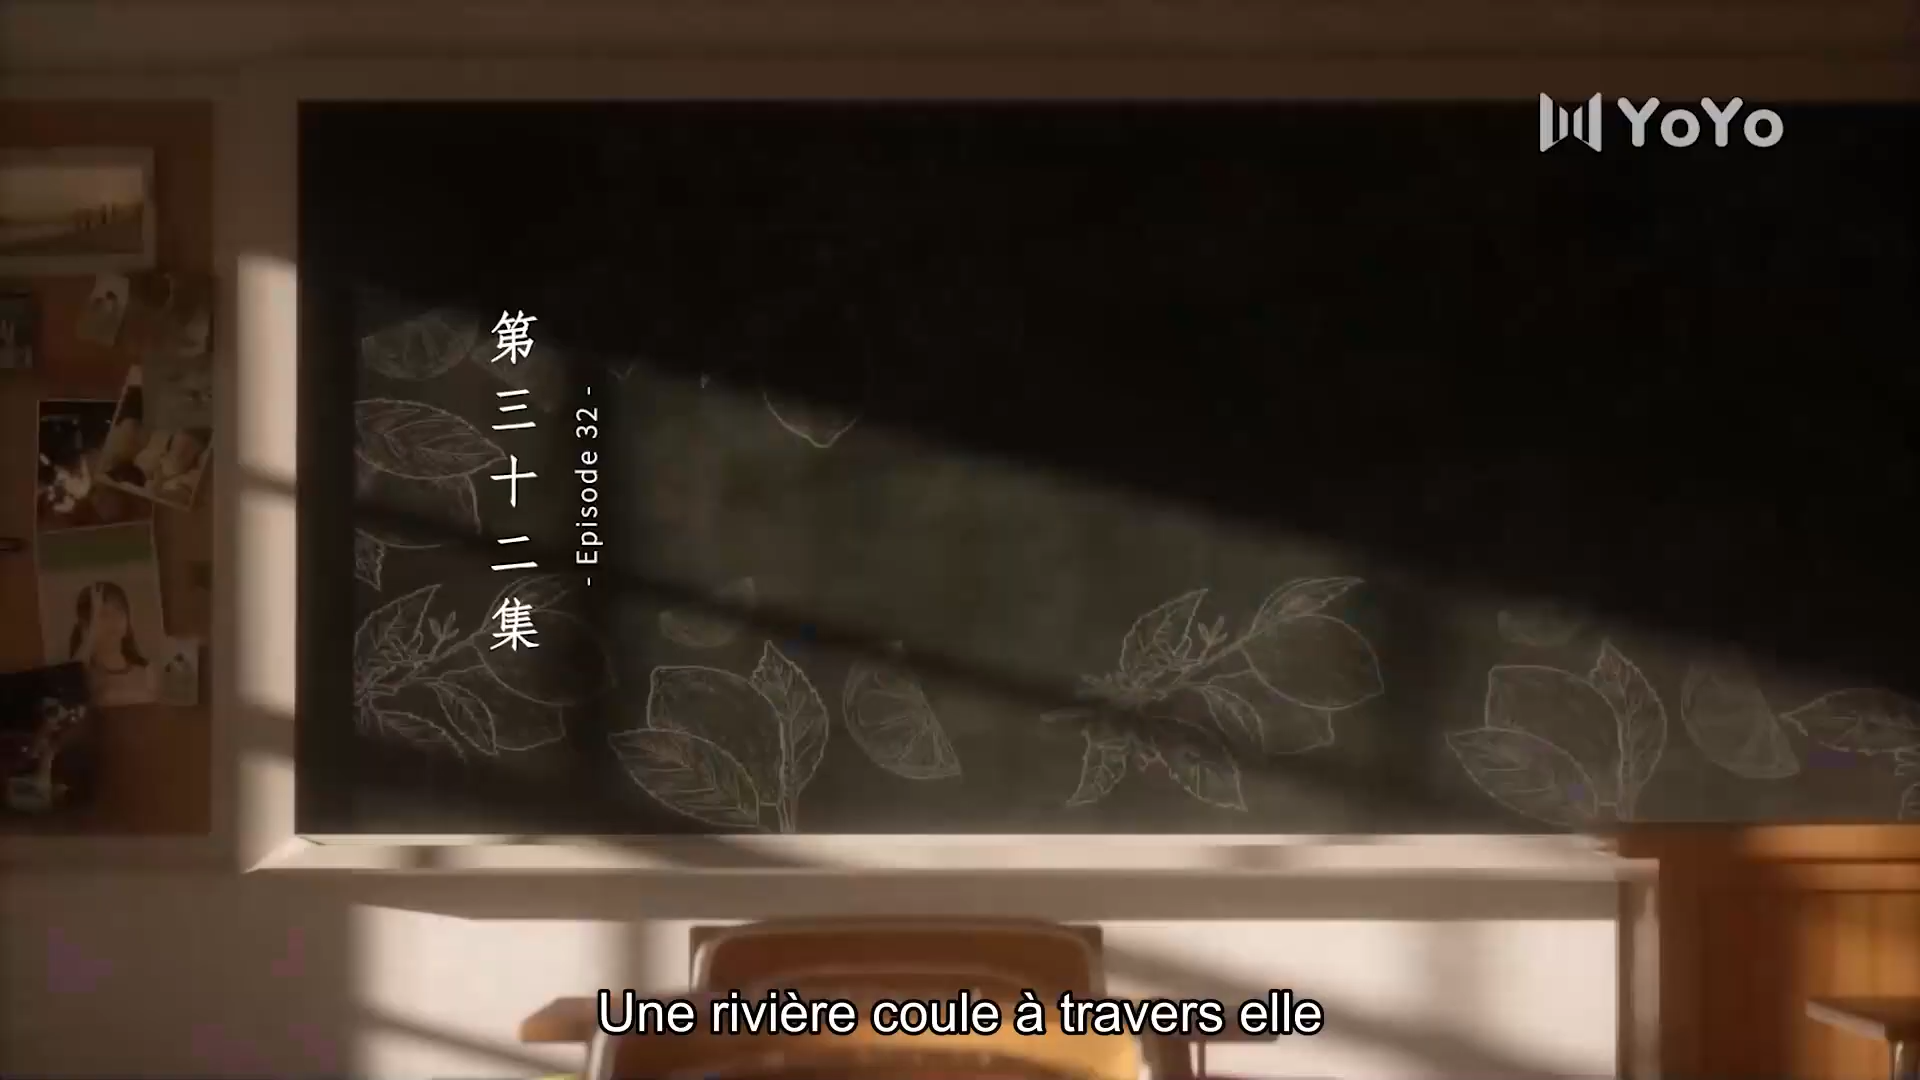 YoYo
第三十二集
- Episode 32 -
Une rivière coule à travers elle